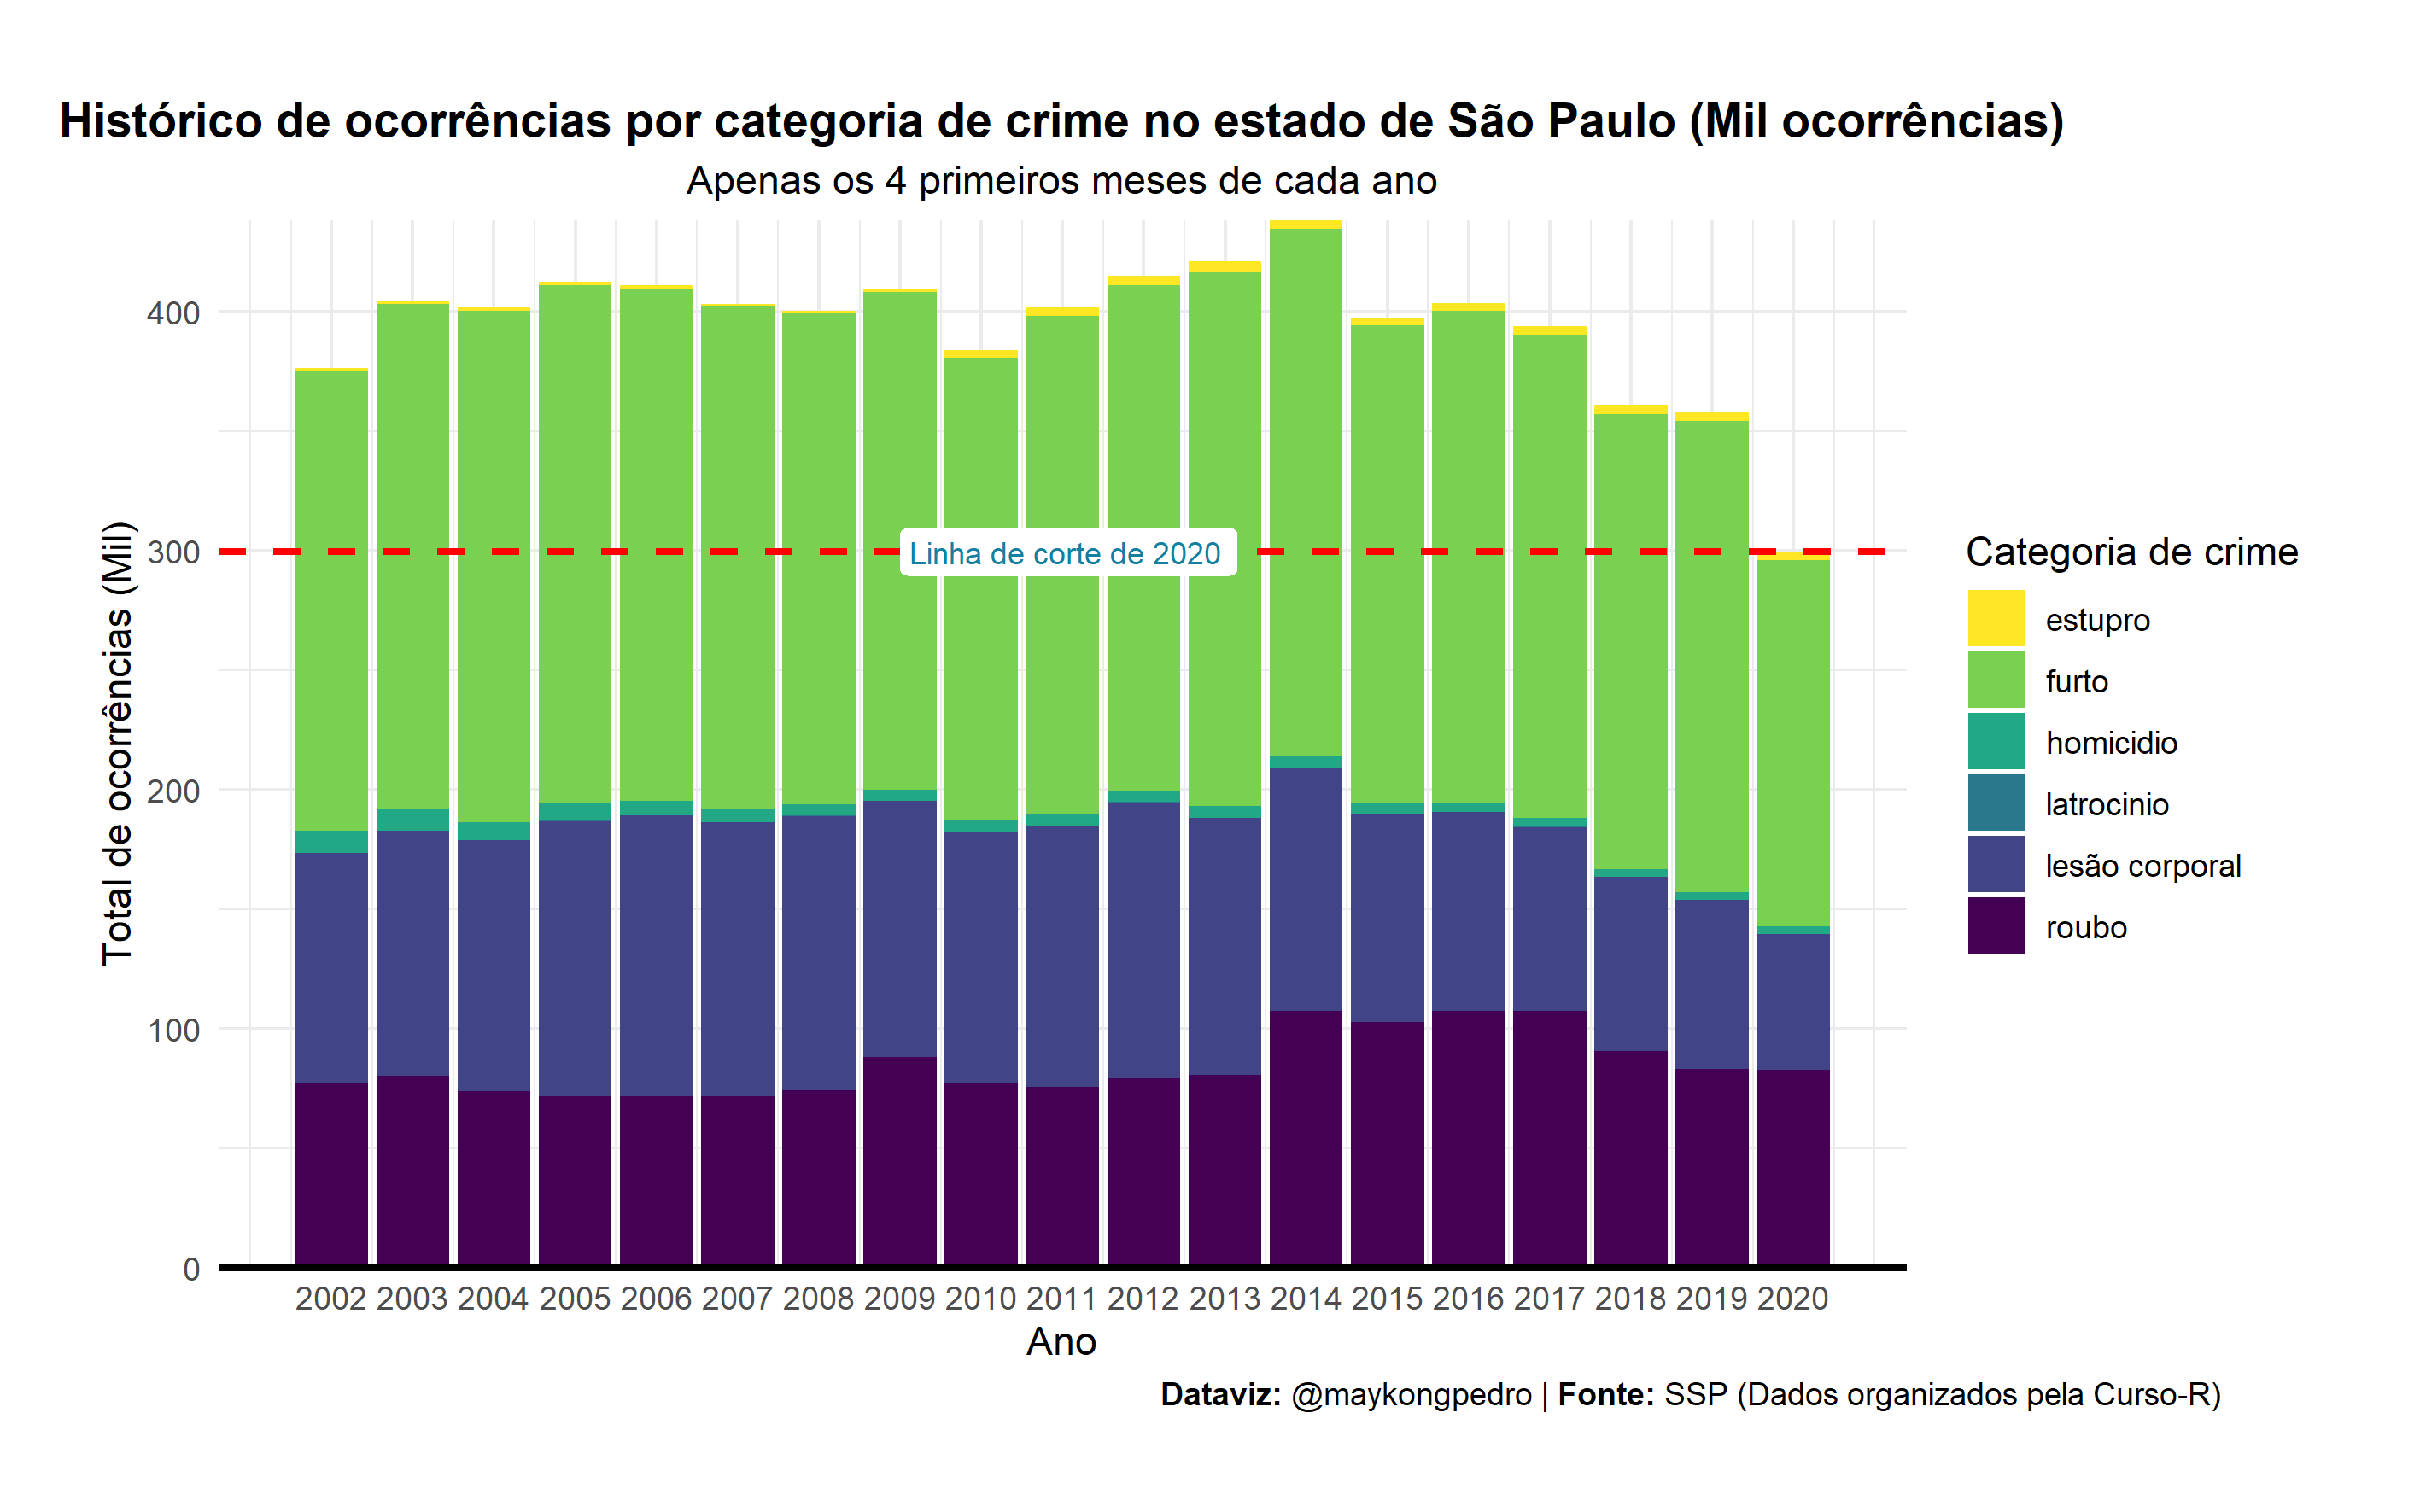 Histórico de ocorrências por categoria de crime no estado de São Paulo (Mil ocorrências)
Apenas os 4 primeiros meses de cada ano
Total de ocorrências (Mil)
400
300
200
100
0
Linha de corte de 2020
2002 2003 2004 2005 2006 2007 2008 2009 2010 2011 2012 2013 2014 2015 2016 2017 2018 2019 2020
Ano
Categoria de crime
estupro
furto
homicidio
latrocinio
lesão corporal
roubo
Dataviz: @maykongpedro | Fonte: SSP (Dados organizados pela Curso-R)